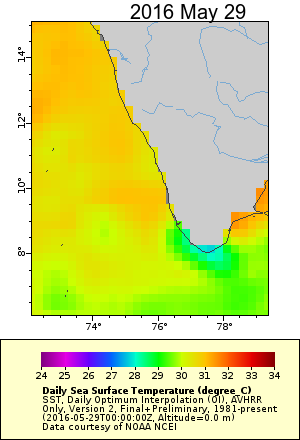 2016 May 29
14°
12°
10°
8°
74°
76°
78°
24 25 26 27 28 29 30 31 32 33 34
Daily Sea Surface Temperature (degree_C)
SST, Daily Optimum Interpolation (OI), AVHRR
Only, Version 2, Final+Preliminary, 1981-present
(2016-05-29T00:00:00Z, Altitude=0.0 m)
Data courtesy of NOAA NCEI